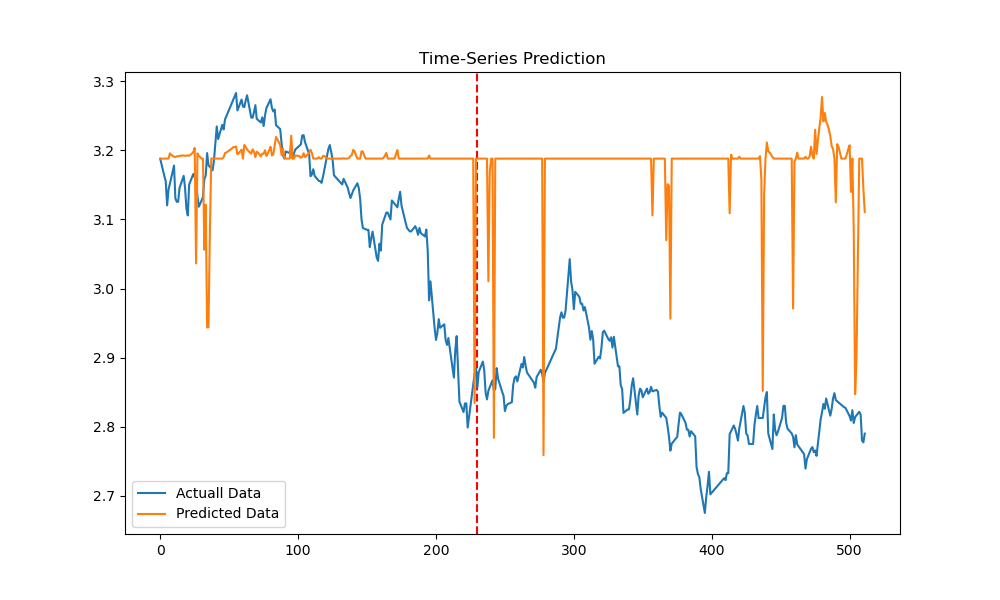 Time-Series Prediction
3.3
3.2
3.1
3.0
2.9
2.8
2.7
Actuall Data
Predicted Data
0 100 200 300 400 500